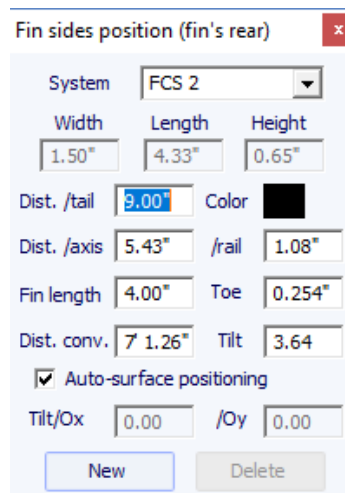 Fin sides position (fin's rear) x
System FCS 2
Width Length Height
1.50" 4.33" 0.65"
Dist. /tail 9.00" Color
Dist. /axis 5.43" /rail 1.08"
Fin length 4.00" Toe 0.254"
Dist. conv. 7' 1.26" Tilt 3.64
Auto-surface positioning
Tilt/Ox 0.00 /Oy 0.00
New Delete